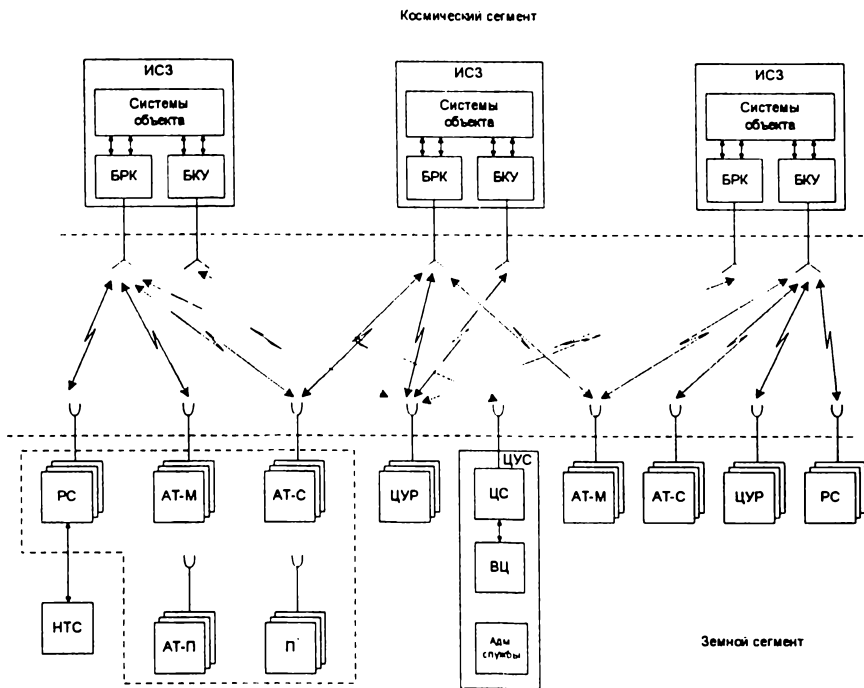 Космический сегмент
ИСЗ
ИСЗ
ИСЗ
Системы
объекта
Системы
объекта
Системы
объекта
БРК
БКУ
БРК
БКУ
БРК
БКУ
ЦУС
РС
АТ-М
АТ-С
ЦУР
ЦС
АТ-М
АТ-С
ЦУР
РС
ВЦ
НТС
АТ-П
П
Адм
службы
Земной сегмент